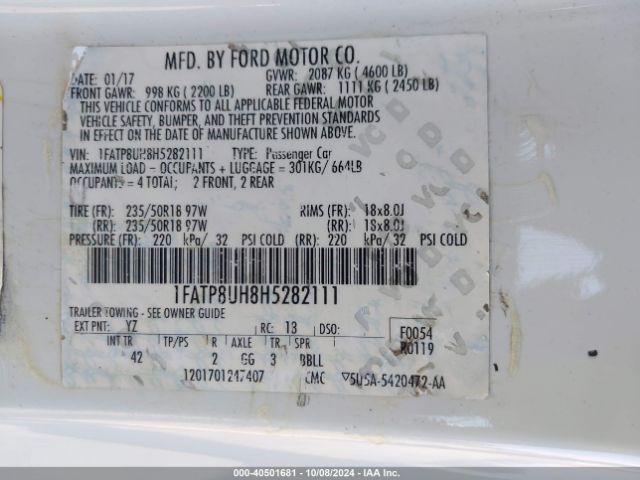 MFD. BY FORD MOTOR CO.
DATE: 01/17 GVWR: 2087 KG (4600 LB)
FRONT GAWR: 998 KG (2200 LB) REAR GAWR: 1111 KG (2450 LB)
THIS VEHICLE CONFORMS TO ALL APPLICABLE FEDERAL MOTOR
VEHICLE SAFETY, BUMPER, AND THEFT PREVENTION STANDARDS
IN EFFECT ON THE DATE OF MANUFACTURE SHOWN ABOVE.
VIN: 1FATP8UH8H5282111 TYPE: Passenger Car
MAXIMUM LOAD - OCCUPANTS + LUGGAGE = 301KG/ 664LB
OCCUPANTS = 4 TOTAL; 2 FRONT, 2 REAR
TIRE (FR): 235/50R18 97W RIMS (FR): 18x8.0J
(RR): 235/50R18 97W (RR): 18x8.0J
PRESSURE (FR): 220 kPa/ 32 PSI COLD (RR): 220 kPa/ 32 PSI COLD
1FATP8UH8H5282111
TRAILER TOWING - SEE OWNER GUIDE
EXT PNT: YZ RC: 13 DSO: F0054
INT TR TP/PS R AXLE TR SPR R0119
42 2 GG 3 BBLL
1201701247407 CMC 5U5A-5420472-AA
000-40501681 - 10/08/2024 - IAA Inc.